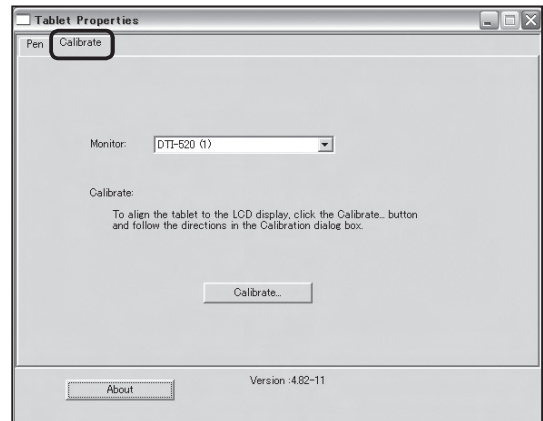 Tablet Properties
Pen Calibrate
Monitor: DTI-520 (1)
Calibrate:
To align the tablet to the LCD display, click the Calibrate... button
and follow the directions in the Calibration dialog box.
Calibrate...
Version :4.82-11
About